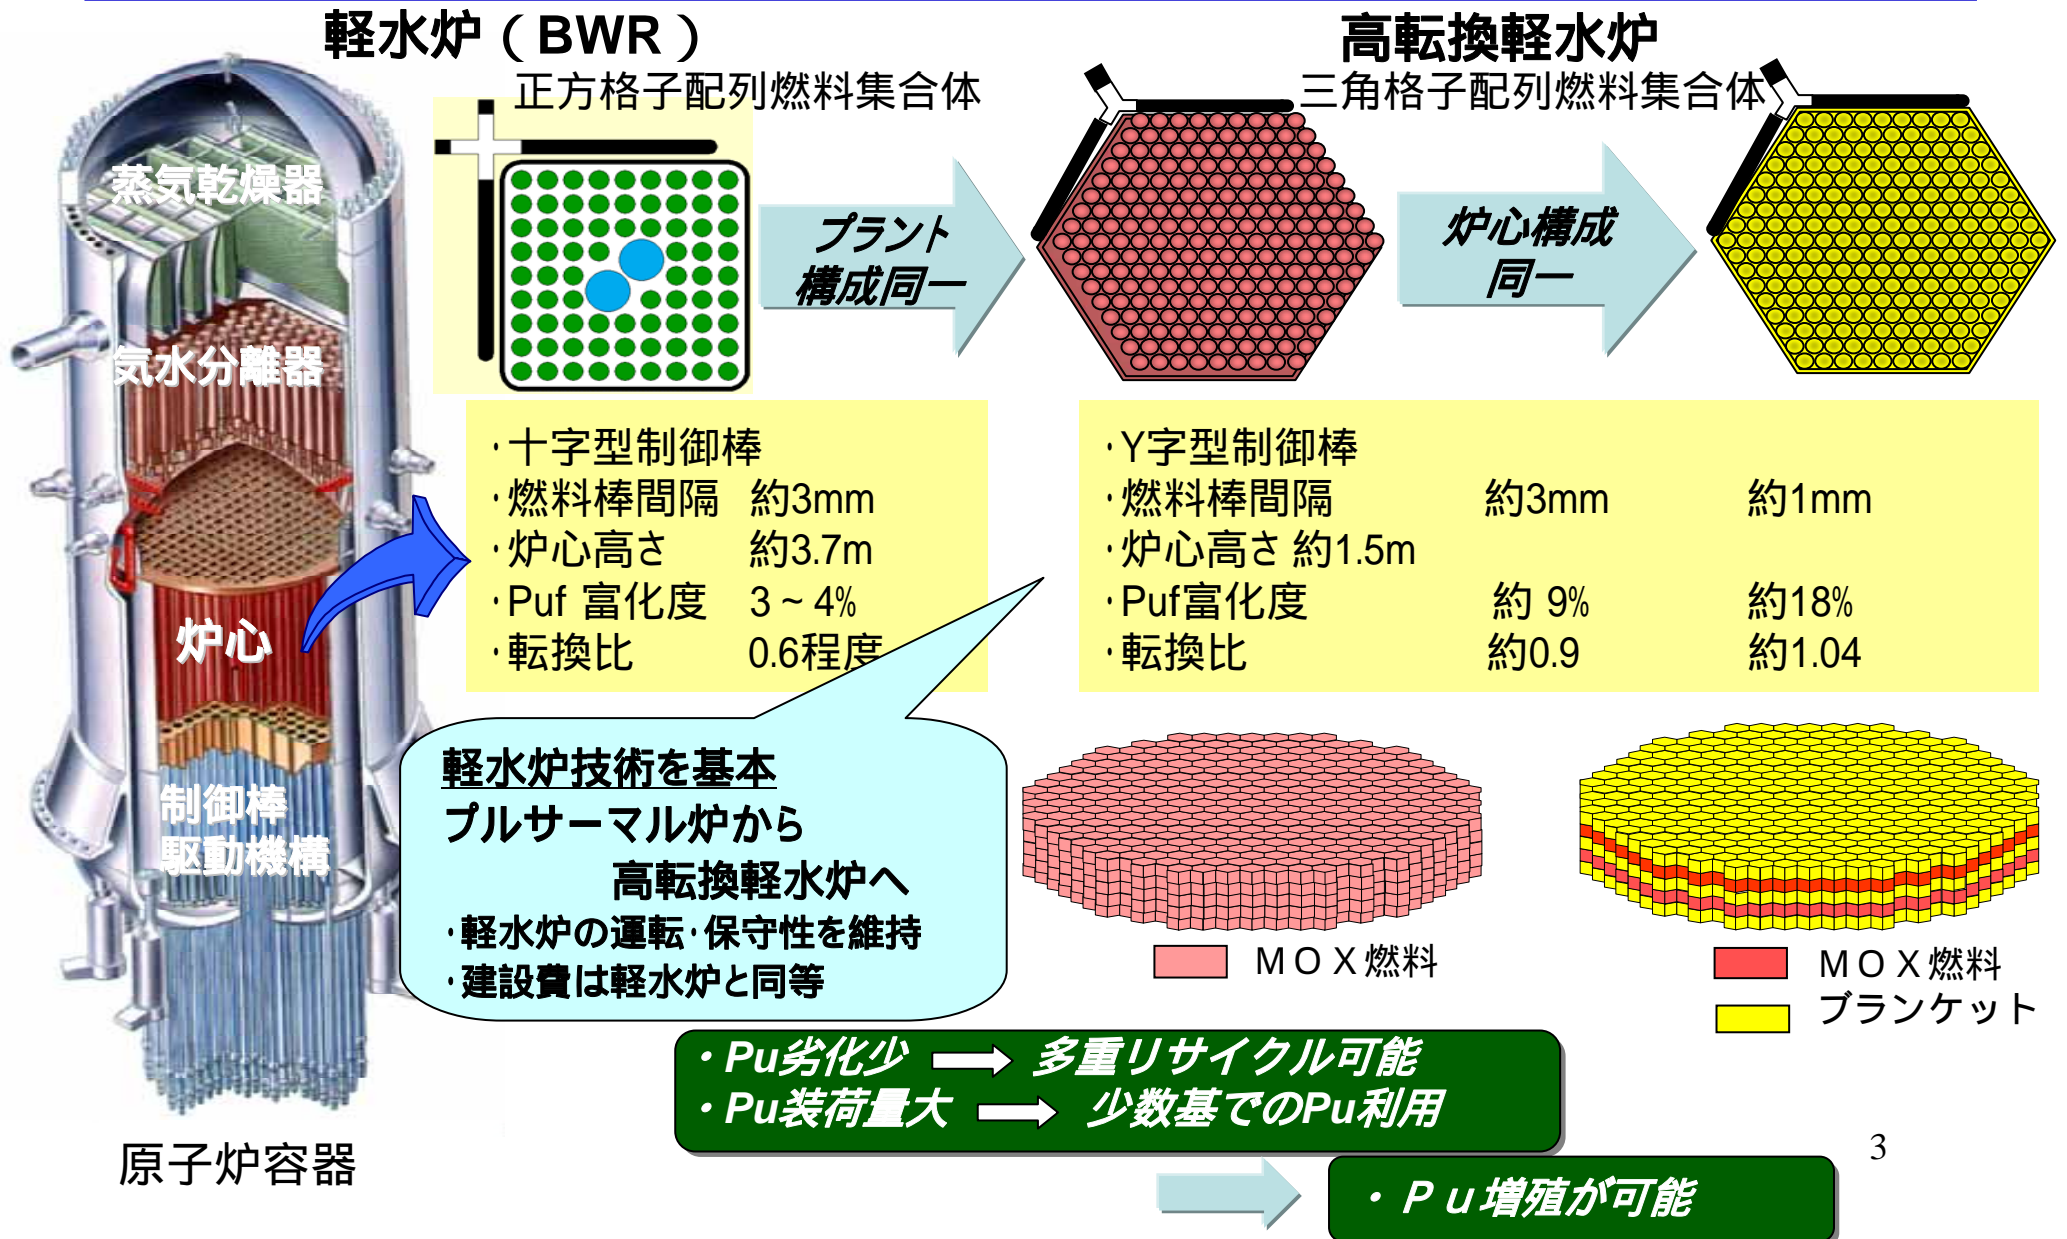 軽水炉（BWR）
高転換軽水炉
正方格子配列燃料集合体
三角格子配列燃料集合体
蒸気乾燥器
気水分離器
炉心
制御棒
駆動機構
原子炉容器
プラント
構成同一
炉心構成
同一
・十字型制御棒
・燃料棒間隔 約3mm
・炉心高さ 約3.7m
・Puf 富化度 3～4%
・転換比 0.6程度
・Y字型制御棒
・燃料棒間隔 約3mm 約1mm
・炉心高さ 約1.5m
・Puf富化度 約 9% 約18%
・転換比 約0.9 約1.04
軽水炉技術を基本
プルサーマル炉から
高転換軽水炉へ
・軽水炉の運転・保守性を維持
・建設費は軽水炉と同等
ＭＯＸ燃料
ＭＯＸ燃料
ブランケット
・Pu劣化少 ⇒ 多重リサイクル可能
・Pu装荷量大 ⇒ 少数基でのPu利用
・Ｐｕ増殖が可能
3